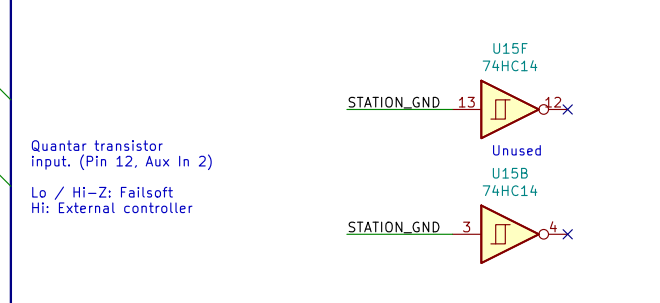 U15F
74HC14
STATION_GND 13 12
Quantar transistor
input. (Pin 12, Aux In 2)
Lo / Hi-Z: Failsoft
Hi: External controller
Unused
U15B
74HC14
STATION_GND 3 4